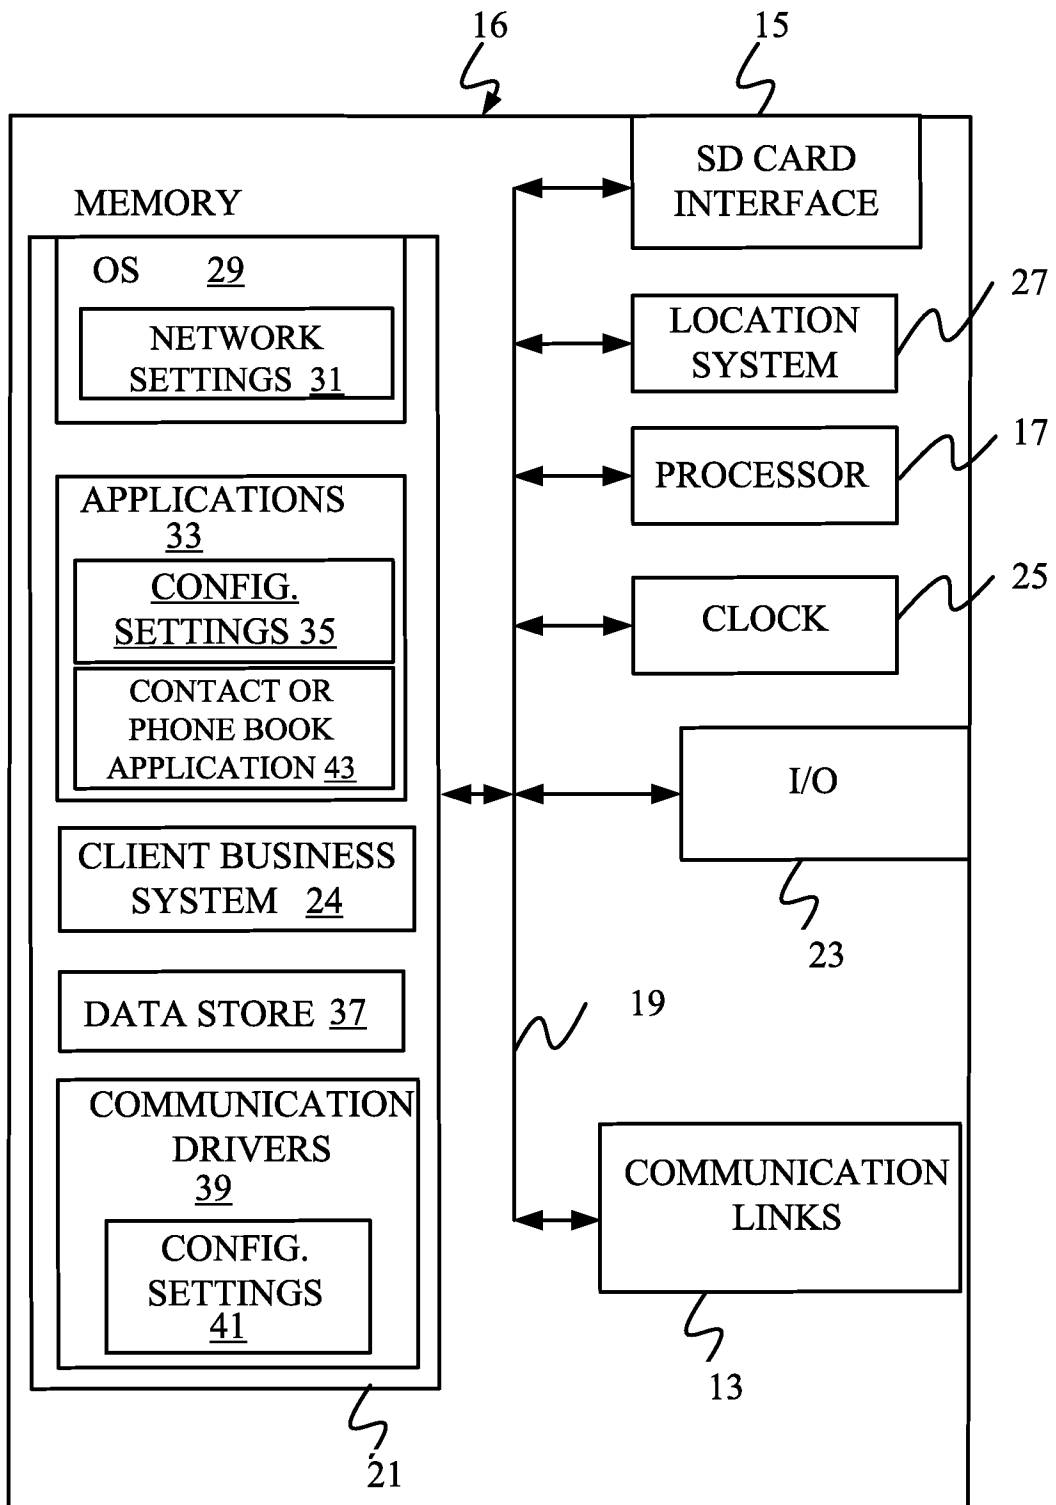 16
15
SD CARD
INTERFACE
MEMORY
OS 29
NETWORK
SETTINGS 31
27
LOCATION
SYSTEM
17
PROCESSOR
APPLICATIONS
33
CONFIG.
SETTINGS 35
25
CLOCK
CONTACT OR
PHONE BOOK
APPLICATION 43
I/O
23
CLIENT BUSINESS
SYSTEM 24
DATA STORE 37
19
COMMUNICATION
DRIVERS
39
CONFIG.
SETTINGS
41
COMMUNICATION
LINKS
13
21